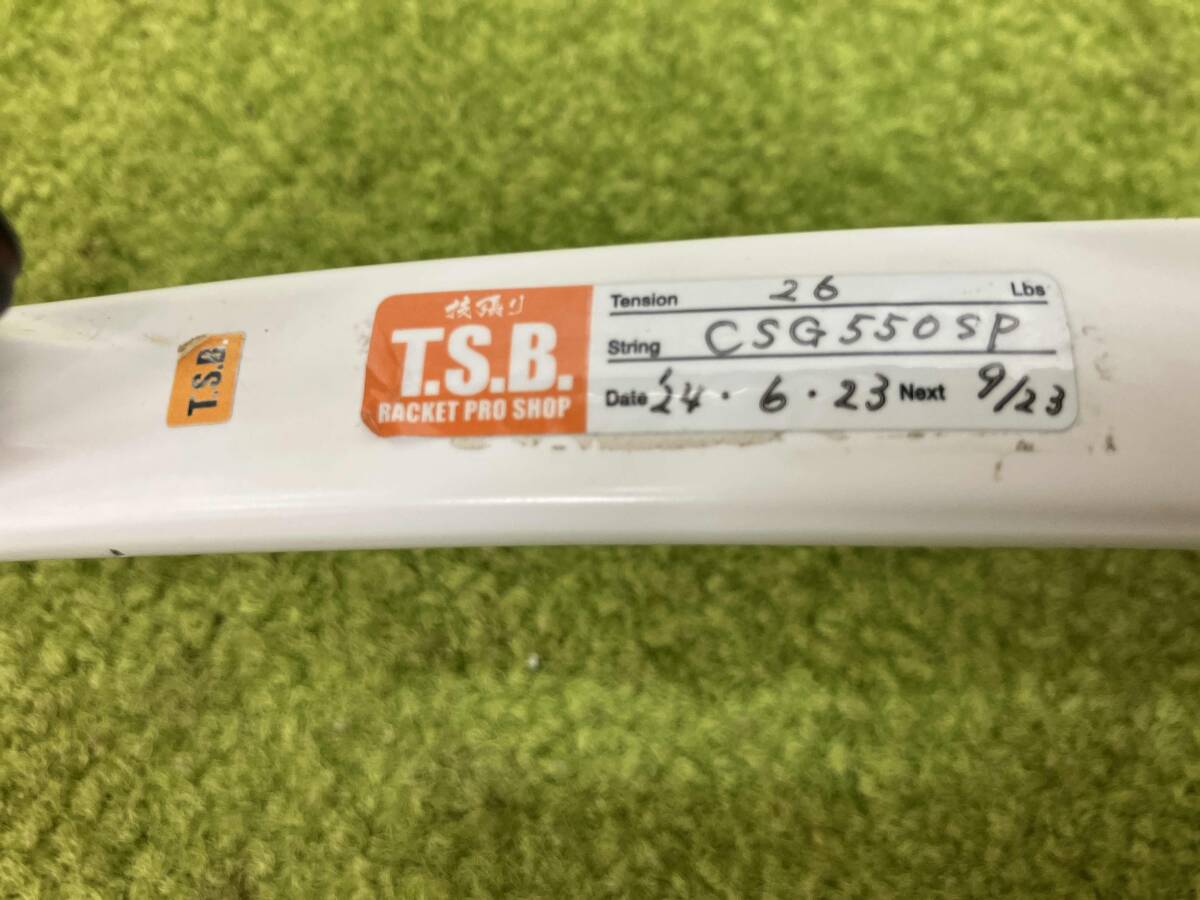 T.S.B.
技張り
T.S.B.
RACKET PRO SHOP
Tension 26 Lbs
String CSG550SP
Date '24・6・23 Next 9/23